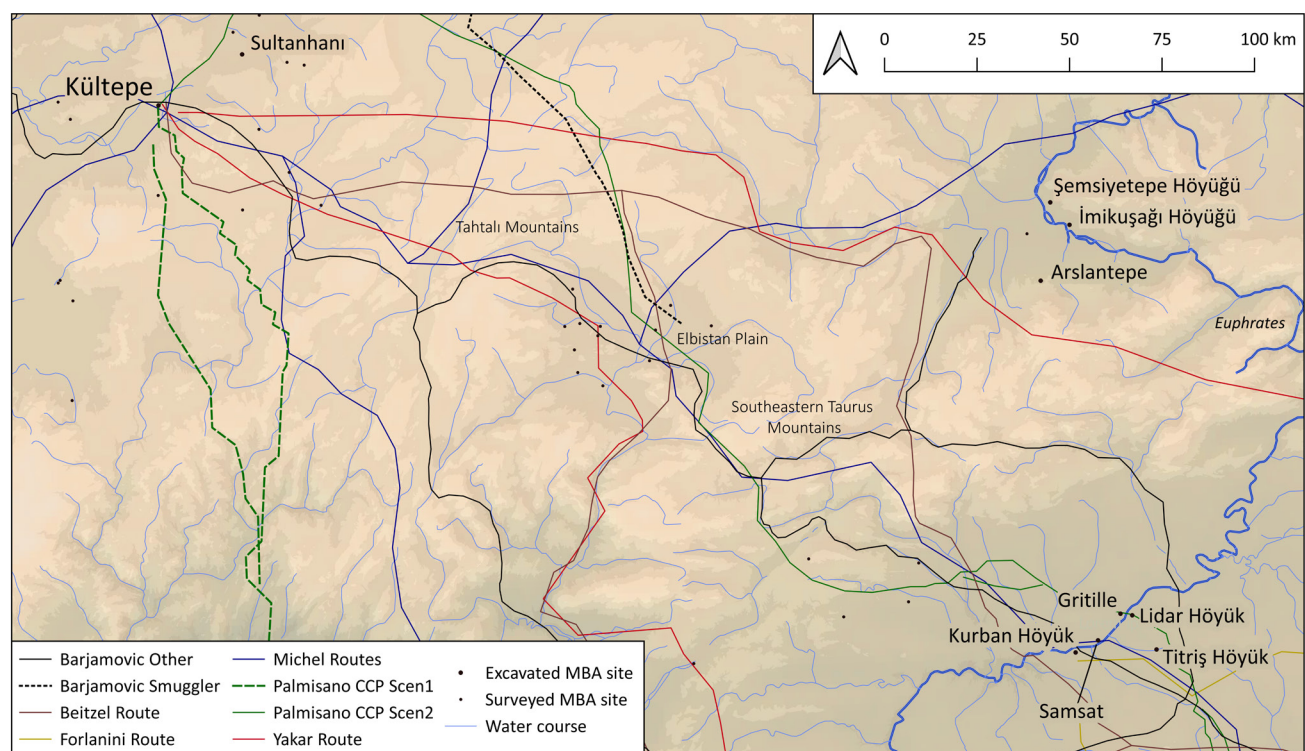 0 25 50 75 100 km
Sultanhanı
Kültepe
Şemsiyetepe Höyüğü
İmikuşağı Höyüğü
Tahtalı Mountains
Arslantepe
Euphrates
Elbistan Plain
Southeastern Taurus
Mountains
Gritille
Lidar Höyük
Kurban Höyük
Titriş Höyük
Samsat
Barjamovic Other
Barjamovic Smuggler
Beitzel Route
Forlanini Route
Michel Routes
Palmisano CCP Scen1
Palmisano CCP Scen2
Yakar Route
Excavated MBA site
Surveyed MBA site
Water course